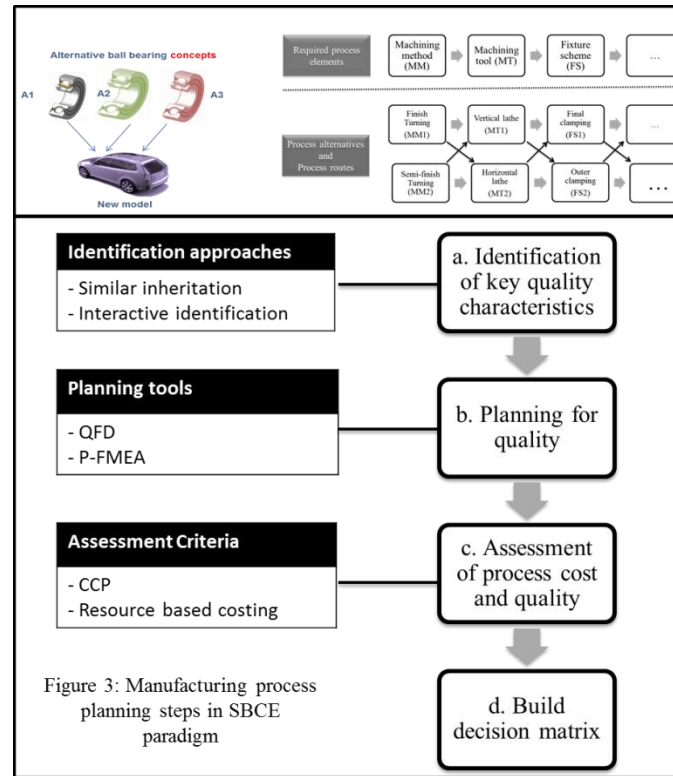 Alternative ball bearing concepts
A1
A2
A3
New model
Required process
elements
Machining
method
(MM)
Machining
tool (MT)
Fixture
scheme
(FS)
...
Process alternatives
and
Process routes
Finish
Turning
(MM1)
Vertical lathe
(MT1)
Final
clamping
(FS1)
...
Semi-finish
Turning
(MM2)
Horizontal
lathe
(MT2)
Outer
clamping
(FS2)
...
Identification approaches
- Similar inheritation
- Interactive identification
a. Identification
of key quality
characteristics
Planning tools
- QFD
- P-FMEA
b. Planning for
quality
Assessment Criteria
- CCP
- Resource based costing
c. Assessment
of process cost
and quality
Figure 3: Manufacturing process
planning steps in SBCE
paradigm
d. Build
decision matrix